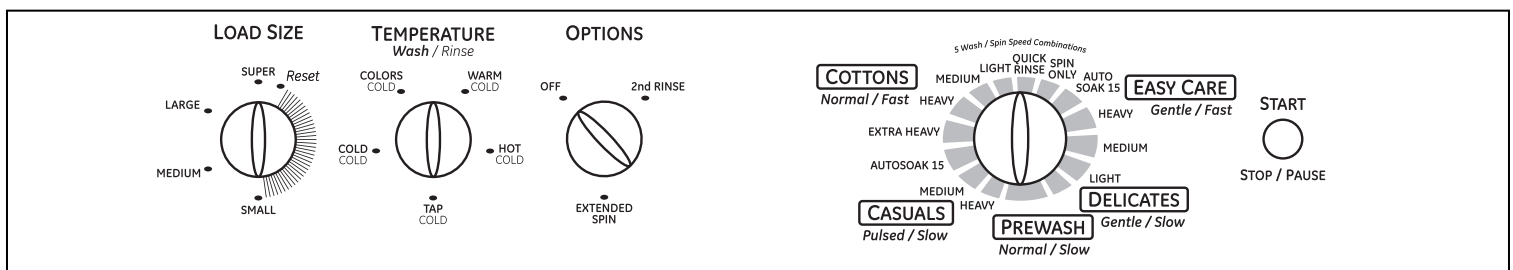 LOAD SIZE
SUPER
Reset
LARGE
MEDIUM
SMALL
TEMPERATURE
Wash / Rinse
COLORS
COLD
WARM
COLD
COLD
COLD
HOT
COLD
TAP
COLD
OPTIONS
OFF
2nd RINSE
EXTENDED
SPIN
5 Wash / Spin Speed Combinations
COTTONS
Normal / Fast
MEDIUM
LIGHT
QUICK
RINSE
SPIN
ONLY
AUTO
SOAK 15
EASY CARE
Gentle / Fast
HEAVY
HEAVY
EXTRA HEAVY
MEDIUM
AUTOSOAK 15
LIGHT
MEDIUM
HEAVY
CASUALS
Pulsed / Slow
PREWASH
Normal / Slow
DELICATES
Gentle / Slow
START
STOP / PAUSE